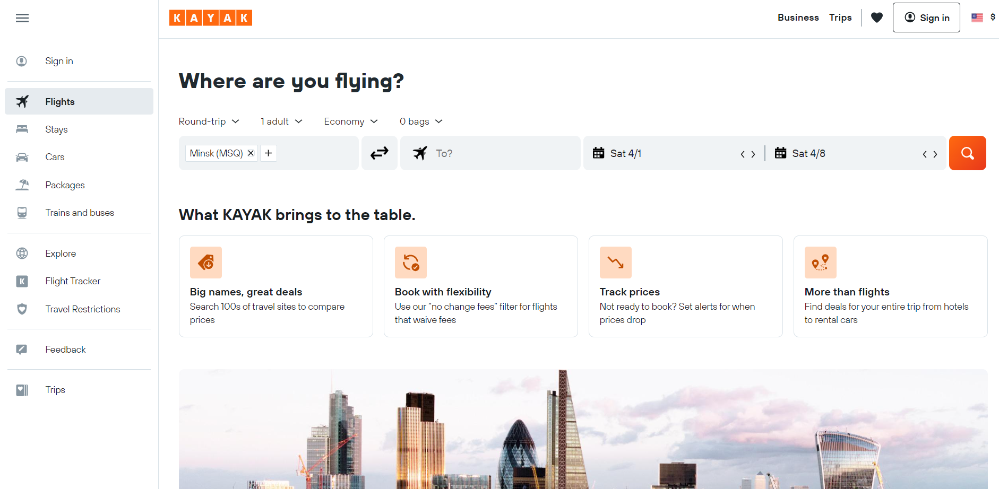 KAYAK
Business
Trips
Sign in
$
Sign in
Flights
Stays
Cars
Packages
Trains and buses
Explore
K
Flight Tracker
Travel Restrictions
Feedback
Trips
Where are you flying?
Round-trip
1 adult
Economy
0 bags
Minsk (MSQ)
To?
Sat 4/1
Sat 4/8
What KAYAK brings to the table.
Big names, great deals
Search 100s of travel sites to compare
prices
Book with flexibility
Use our “no change fees” filter for flights
that waive fees
Track prices
Not ready to book? Set alerts for when
prices drop
More than flights
Find deals for your entire trip from hotels
to rental cars